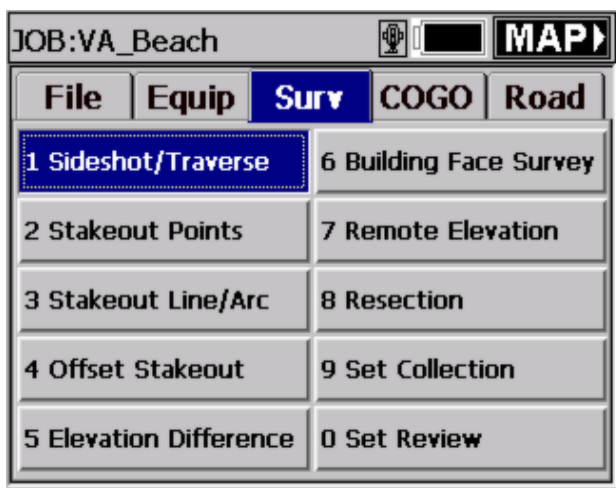 JOB:VA_Beach MAP
File Equip Surv COGO Road
1 Sideshot/Traverse 6 Building Face Survey
2 Stakeout Points 7 Remote Elevation
3 Stakeout Line/Arc 8 Resection
4 Offset Stakeout 9 Set Collection
5 Elevation Difference 0 Set Review